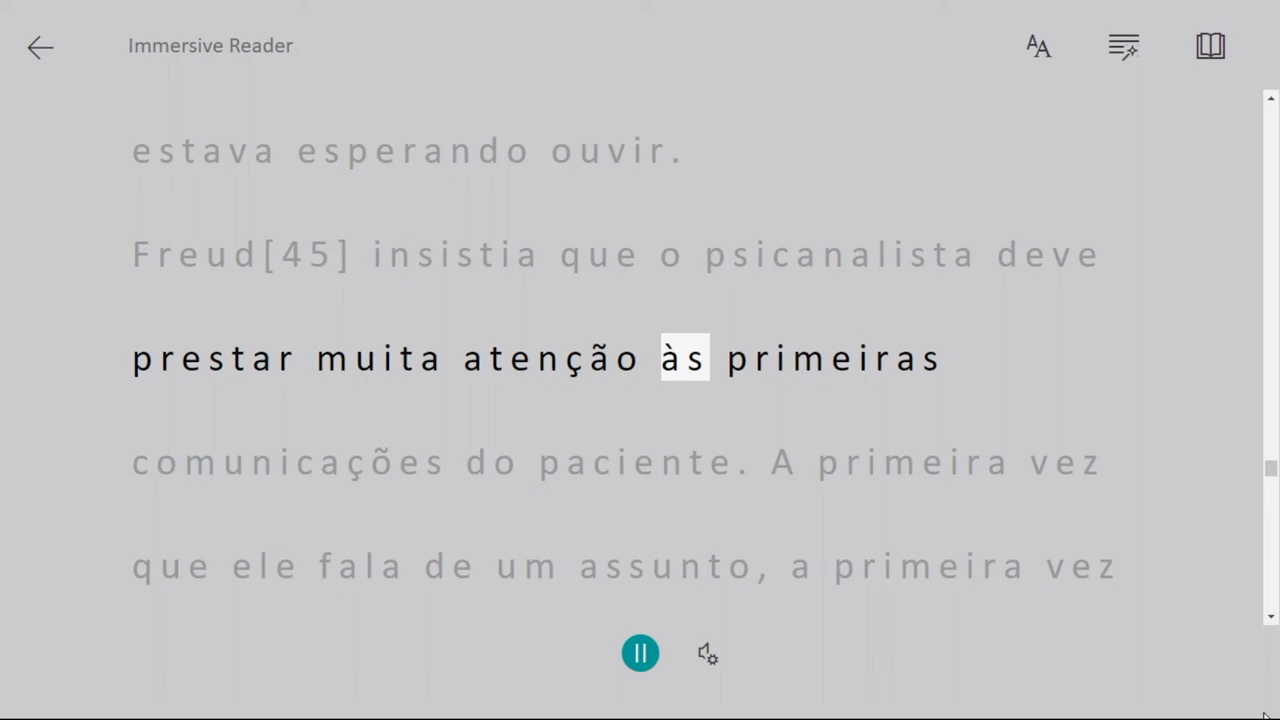 Immersive Reader
estava esperando ouvir.
Freud[45] insistia que o psicanalista deve
prestar muita atenção às primeiras
comunicações do paciente. A primeira vez
que ele fala de um assunto, a primeira vez